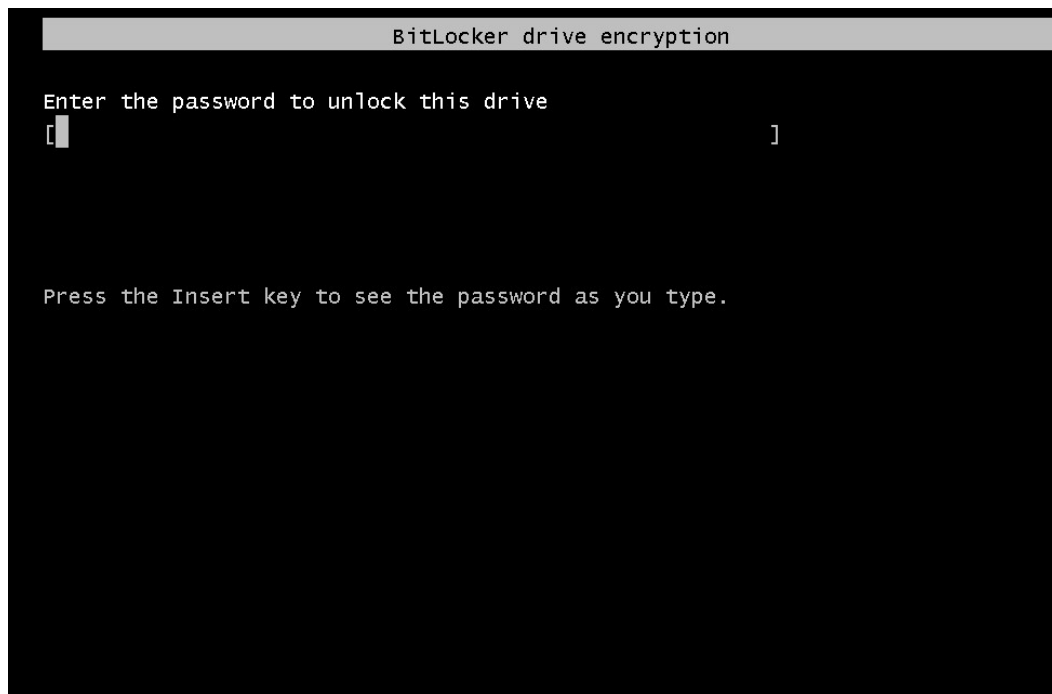 BitLocker drive encryption
Enter the password to unlock this drive
[ ]
Press the Insert key to see the password as you type.